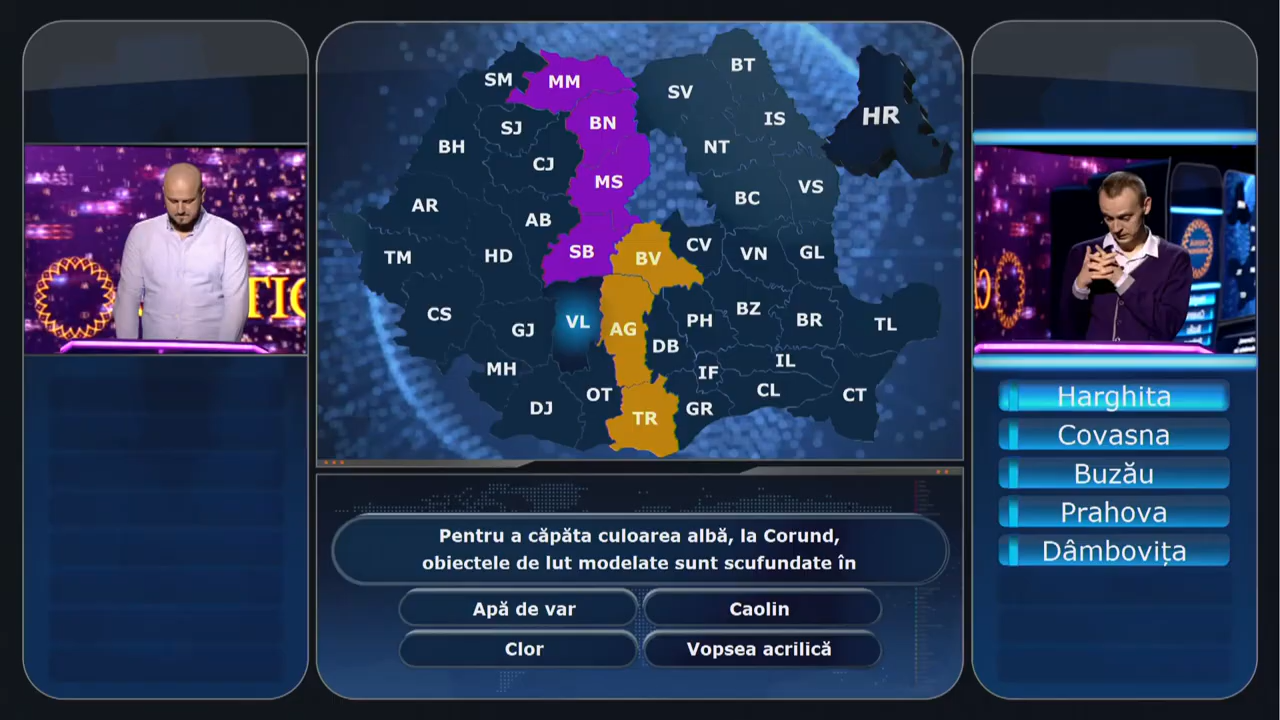 SM
MM
BT
SV
HR
BN
IS
SJ
BH
NT
CJ
MS
VS
BC
AR
AB
CV
SB
BV
VN
GL
TM
HD
BZ
CS
VL
AG
PH
BR
TL
GJ
DB
IL
MH
IF
OT
CL
CT
DJ
TR
GR
Harghita
Covasna
Buzău
Prahova
Dâmbovița
Pentru a căpăta culoarea albă, la Corund,
obiectele de lut modelate sunt scufundate în
Apă de var
Caolin
Clor
Vopsea acrilică